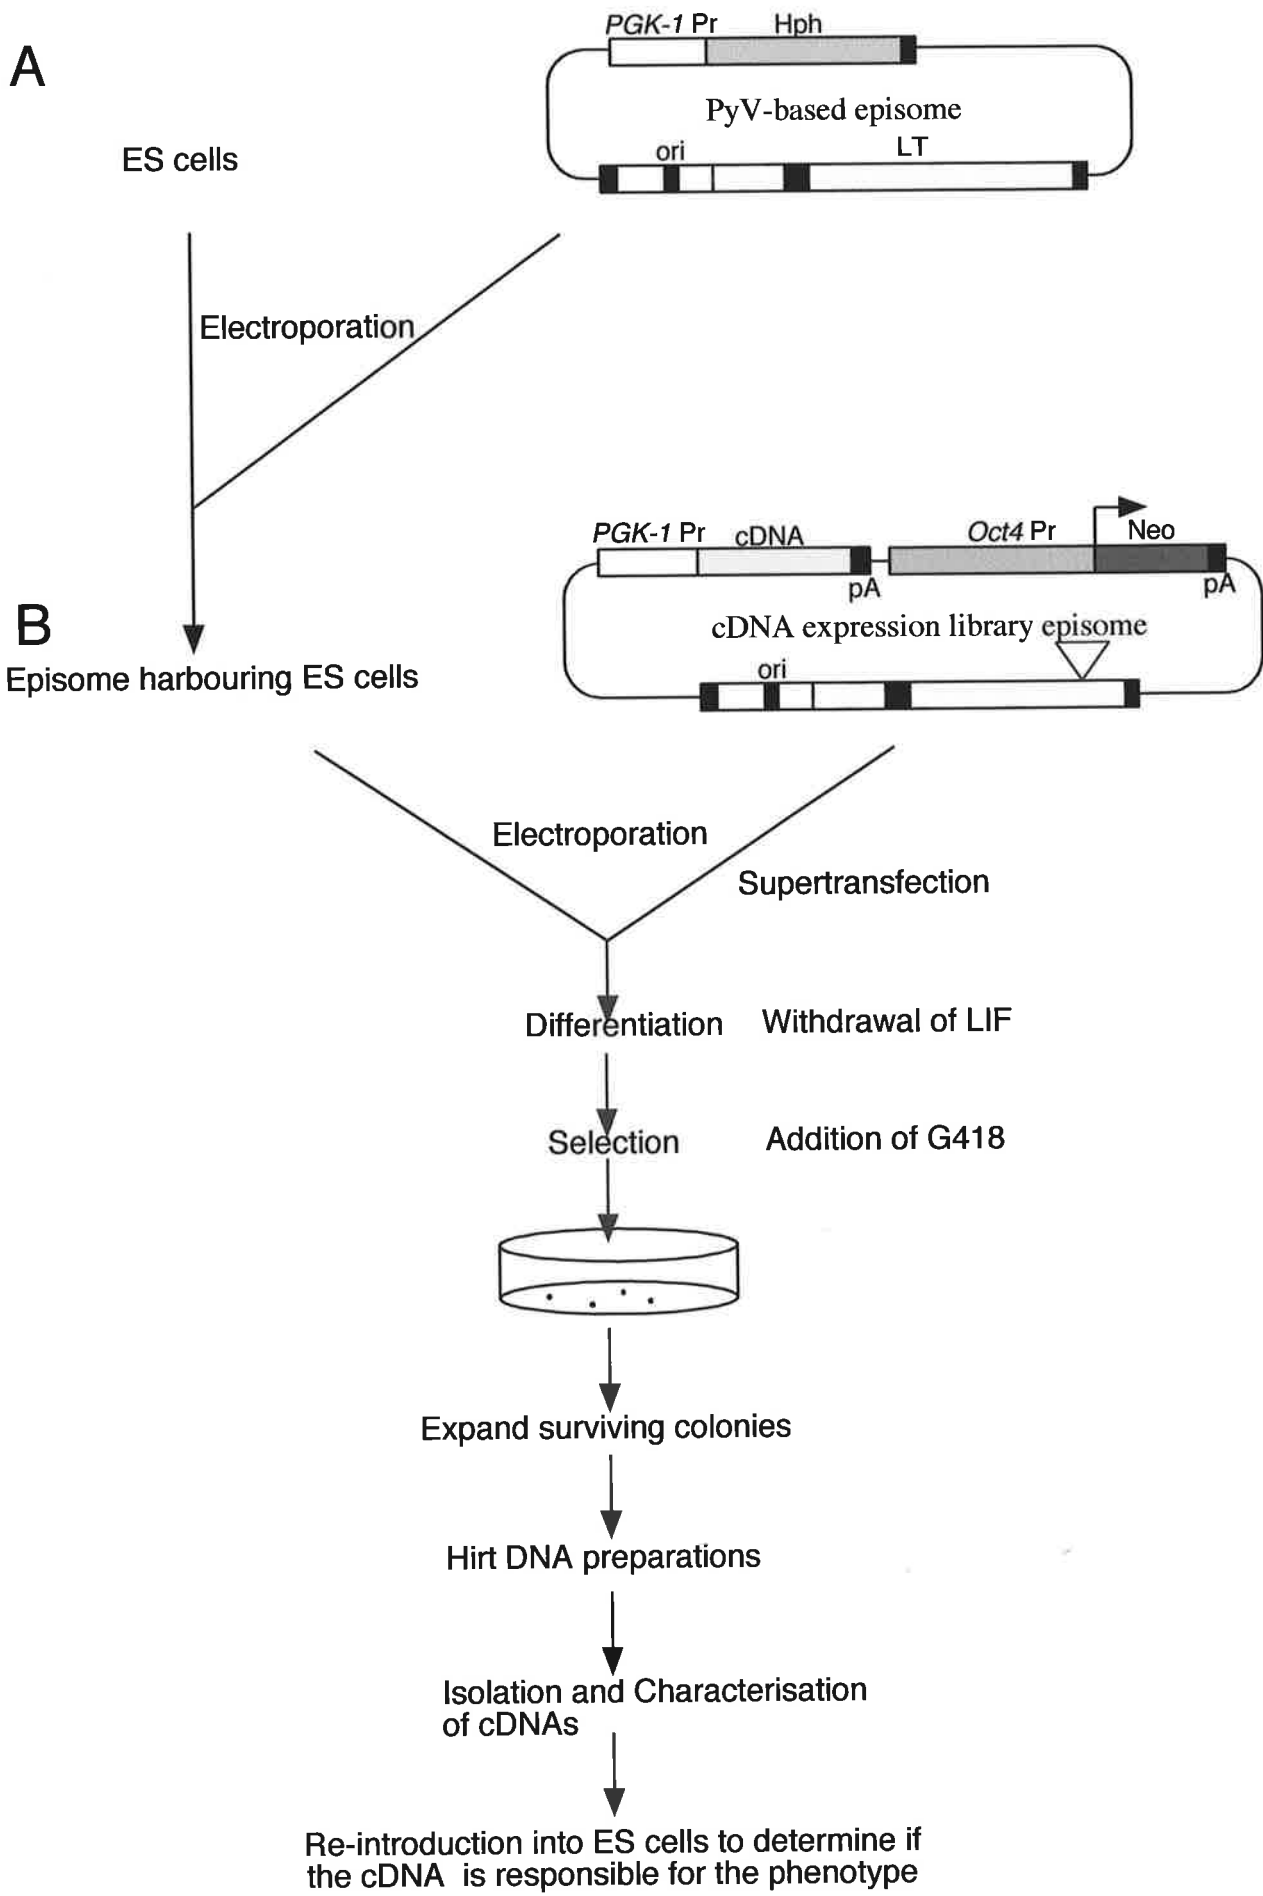 A
PGK-1 Pr Hph
PyV-based episome
ES cells
ori LT
Electroporation
PGK-1 Pr cDNA Oct4 Pr Neo
pA pA
B
cDNA expression library episome
Episome harbouring ES cells
ori
Electroporation
Supertransfection
Differentiation Withdrawal of LIF
Selection Addition of G418
Expand surviving colonies
Hirt DNA preparations
Isolation and Characterisation
of cDNAs
Re-introduction into ES cells to determine if
the cDNA is responsible for the phenotype